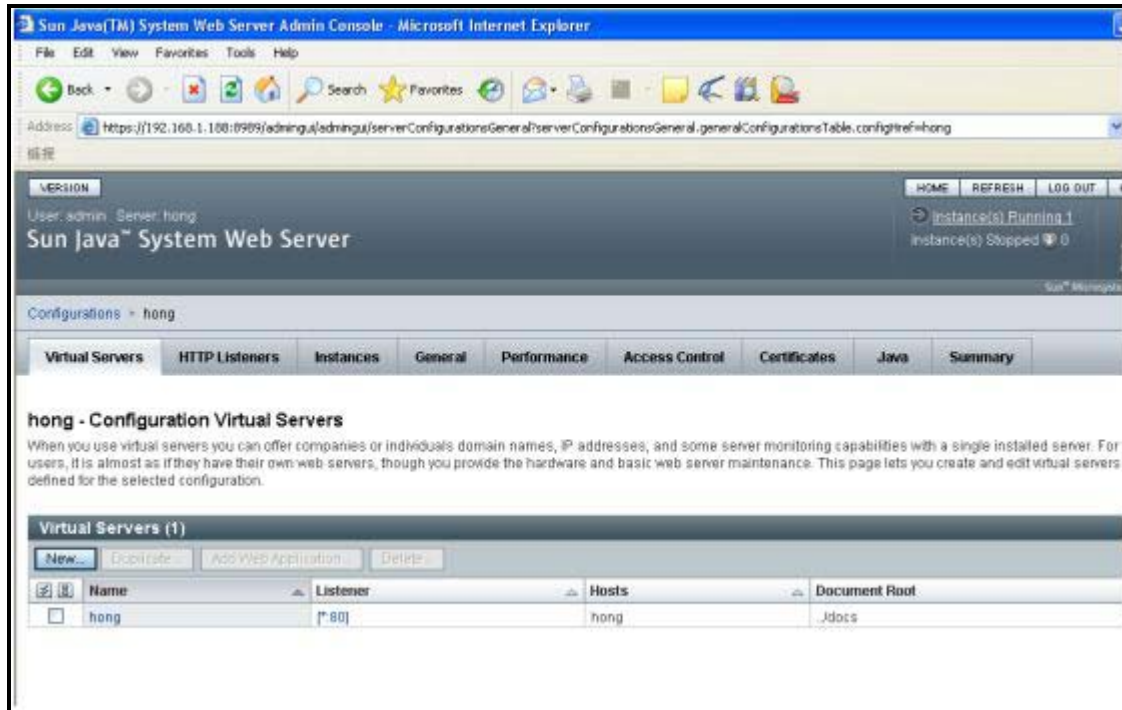 Sun Java(TM) System Web Server Admin Console - Microsoft Internet Explorer
File Edit View Favorites Tools Help
Back Search Favorites
Address https://192.168.1.188:8989/admingui/admingui/serverConfigurationsGeneral?serverConfigurationsGeneral.generalConfigurationsTable.configHref=hong
链接
VERSION HOME REFRESH LOG OUT
User: admin Server: hong Instance(s) Running 1
Sun Java™ System Web Server Instance(s) Stopped 0
Sun™ Microsyste
Configurations > hong
Virtual Servers HTTP Listeners Instances General Performance Access Control Certificates Java Summary
hong - Configuration Virtual Servers
When you use virtual servers you can offer companies or individuals domain names, IP addresses, and some server monitoring capabilities with a single installed server. For
users, it is almost as if they have their own web servers, though you provide the hardware and basic web server maintenance. This page lets you create and edit virtual servers
defined for the selected configuration.
Virtual Servers (1)
New... Duplicate... Add Web Application... Delete...
Name Listener Hosts Document Root
hong [*:80] hong ../docs